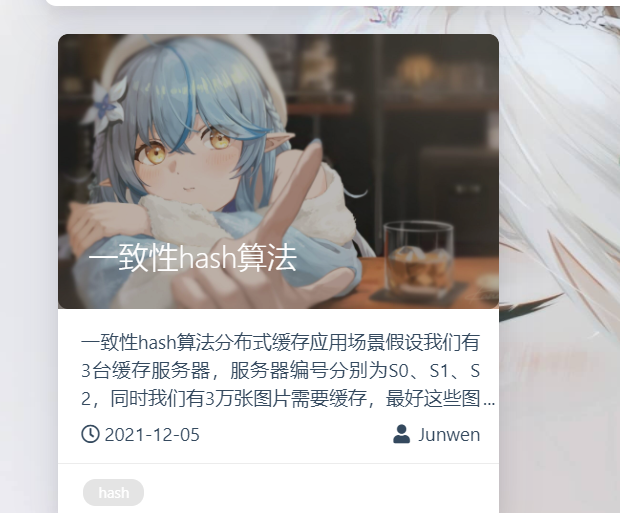 一致性hash算法
一致性hash算法分布式缓存应用场景假设我们有
3台缓存服务器，服务器编号分别为S0、S1、S
2，同时我们有3万张图片需要缓存，最好这些图...
2021-12-05 Junwen
hash